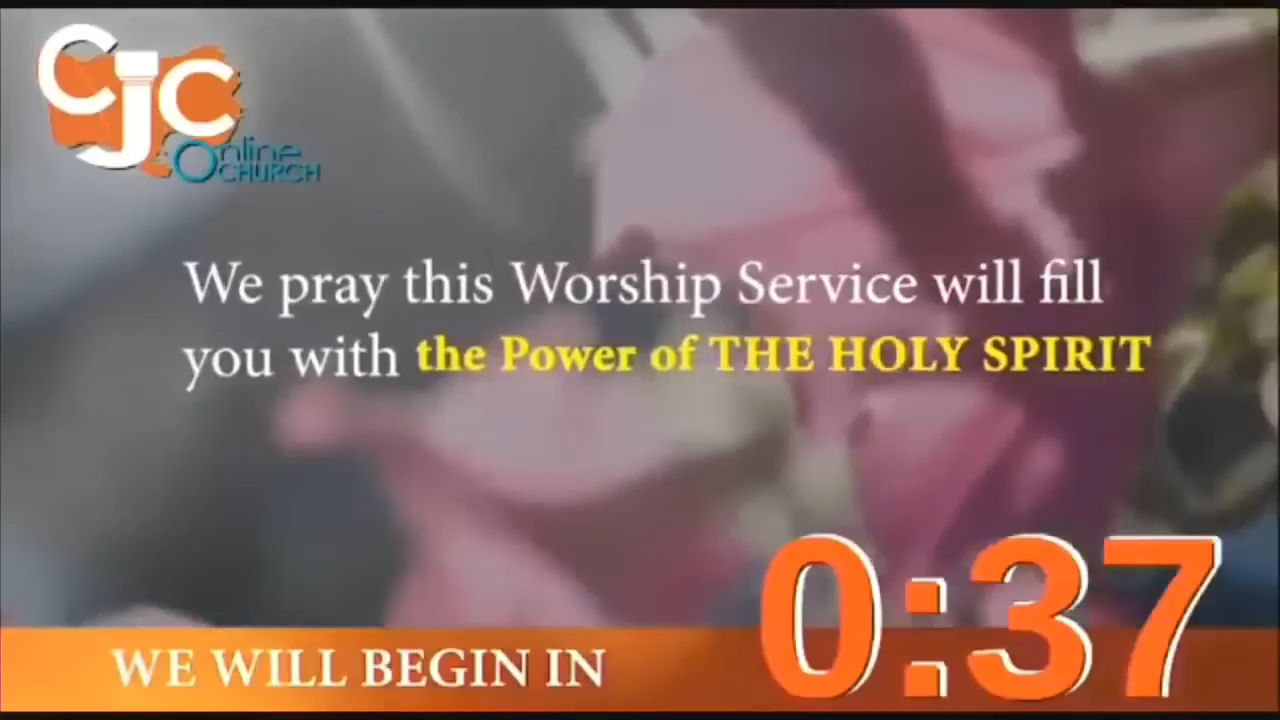 CJC
Online
CHURCH
We pray this Worship Service will fill
you with the Power of THE HOLY SPIRIT
0:37
WE WILL BEGIN IN